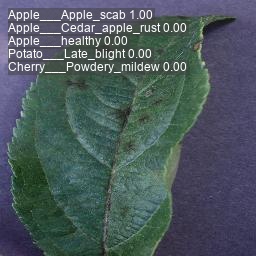 Apple___Apple_scab 1.00
Apple___Cedar_apple_rust 0.00
Apple___healthy 0.00
Potato___Late_blight 0.00
Cherry___Powdery_mildew 0.00